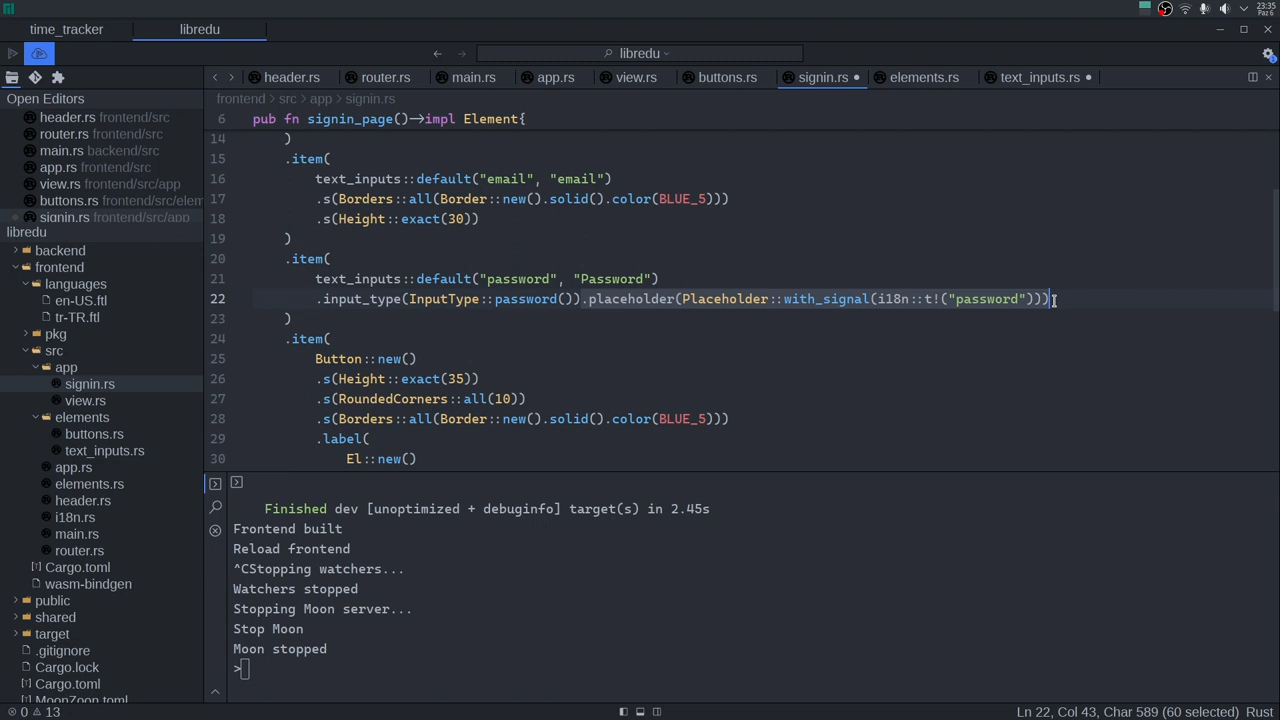 23:35
Paz 6
time_tracker libredu
libredu
header.rs router.rs main.rs app.rs view.rs buttons.rs signin.rs elements.rs text_inputs.rs
Open Editors
header.rs frontend/src
router.rs frontend/src
main.rs backend/src
app.rs frontend/src
view.rs frontend/src/app
buttons.rs frontend/src/elem
signin.rs frontend/src/app
libredu
backend
frontend
languages
en-US.ftl
tr-TR.ftl
pkg
src
app
signin.rs
view.rs
elements
buttons.rs
text_inputs.rs
app.rs
elements.rs
header.rs
i18n.rs
main.rs
router.rs
Cargo.toml
wasm-bindgen
public
shared
target
.gitignore
Cargo.lock
Cargo.toml
MoonZoon.toml
frontend src app signin.rs
6 pub fn signin_page()->impl Element{
14 )
15 .item(
16 text_inputs::default("email", "email")
17 .s(Borders::all(Border::new().solid().color(BLUE_5)))
18 .s(Height::exact(30))
19 )
20 .item(
21 text_inputs::default("password", "Password")
22 .input_type(InputType::password()).placeholder(Placeholder::with_signal(i18n::t!("password")))
23 )
24 .item(
25 Button::new()
26 .s(Height::exact(35))
27 .s(RoundedCorners::all(10))
28 .s(Borders::all(Border::new().solid().color(BLUE_5)))
29 .label(
30 El::new()
Finished dev [unoptimized + debuginfo] target(s) in 2.45s
Frontend built
Reload frontend
^CStopping watchers...
Watchers stopped
Stopping Moon server...
Stop Moon
Moon stopped
>
0 13 Ln 22, Col 43, Char 589 (60 selected) Rust